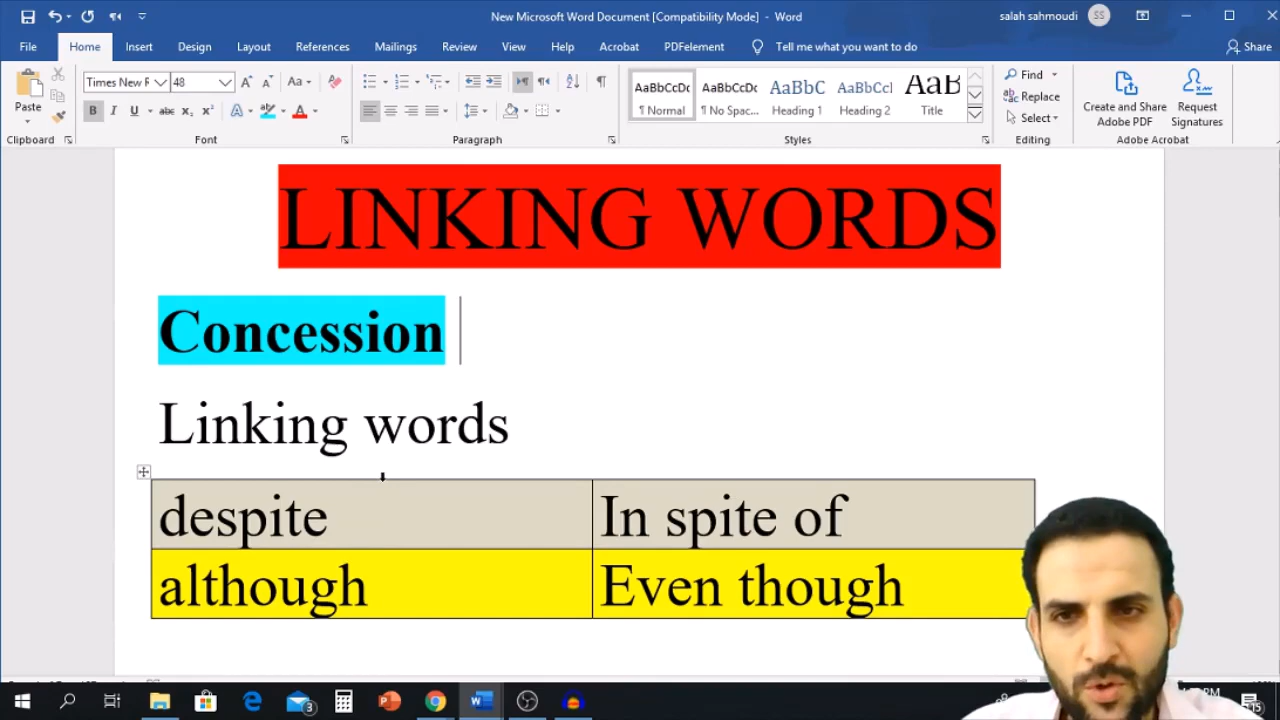 New Microsoft Word Document [Compatibility Mode] - Word
salah sahmoudi SS
File Home Insert Design Layout References Mailings Review View Help Acrobat PDFelement Tell me what you want to do Share
Paste
Clipboard
Times New R 48
Font
Paragraph
AaBbCcDc AaBbCcDc AaBbC AaBbCcl AaB
¶ Normal ¶ No Spac... Heading 1 Heading 2 Title
Styles
Find
Replace
Select
Editing
Create and Share Adobe PDF
Request Signatures
Adobe Acrobat
LINKING WORDS
Concession
Linking words
despite In spite of
although Even though